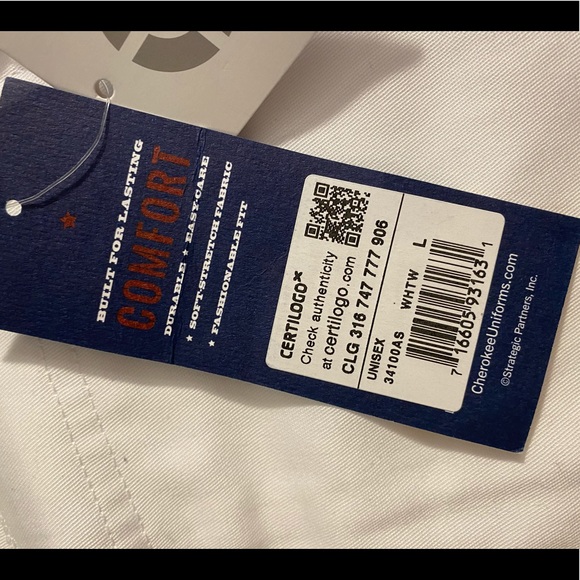 BUILT FOR LASTING
COMFORT
DURABLE ★ EASY-CARE
★ SOFT-STRETCH FABRIC
★ FASHIONABLE FIT
CERTILOGO
Check authenticity
at certilogo.com
CLG 316 747 777 906
UNISEX
34100AS WHTW L
7 16605 93163 1
CherokeeUniforms.com
©Strategic Partners, Inc.